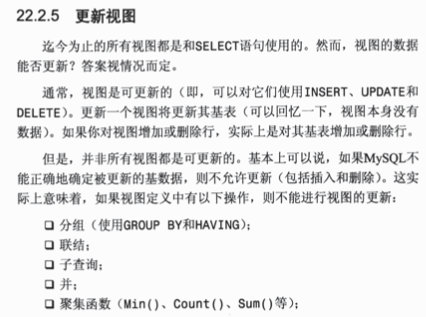 22.2.5 更新视图
迄今为止的所有视图都是和SELECT语句使用的。然而，视图的数据
能否更新？答案视情况而定。
通常，视图是可更新的（即，可以对它们使用INSERT、UPDATE和
DELETE）。更新一个视图将更新其基表（可以回忆一下，视图本身没有
数据）。如果你对视图增加或删除行，实际上是对其基表增加或删除行。
但是，并非所有视图都是可更新的。基本上可以说，如果MySQL不
能正确地确定被更新的基数据，则不允许更新（包括插入和删除）。这实
际上意味着，如果视图定义中有以下操作，则不能进行视图的更新：
❑ 分组（使用GROUP BY和HAVING）；
❑ 联结；
❑ 子查询；
❑ 并；
❑ 聚集函数（Min()、Count()、Sum()等）；